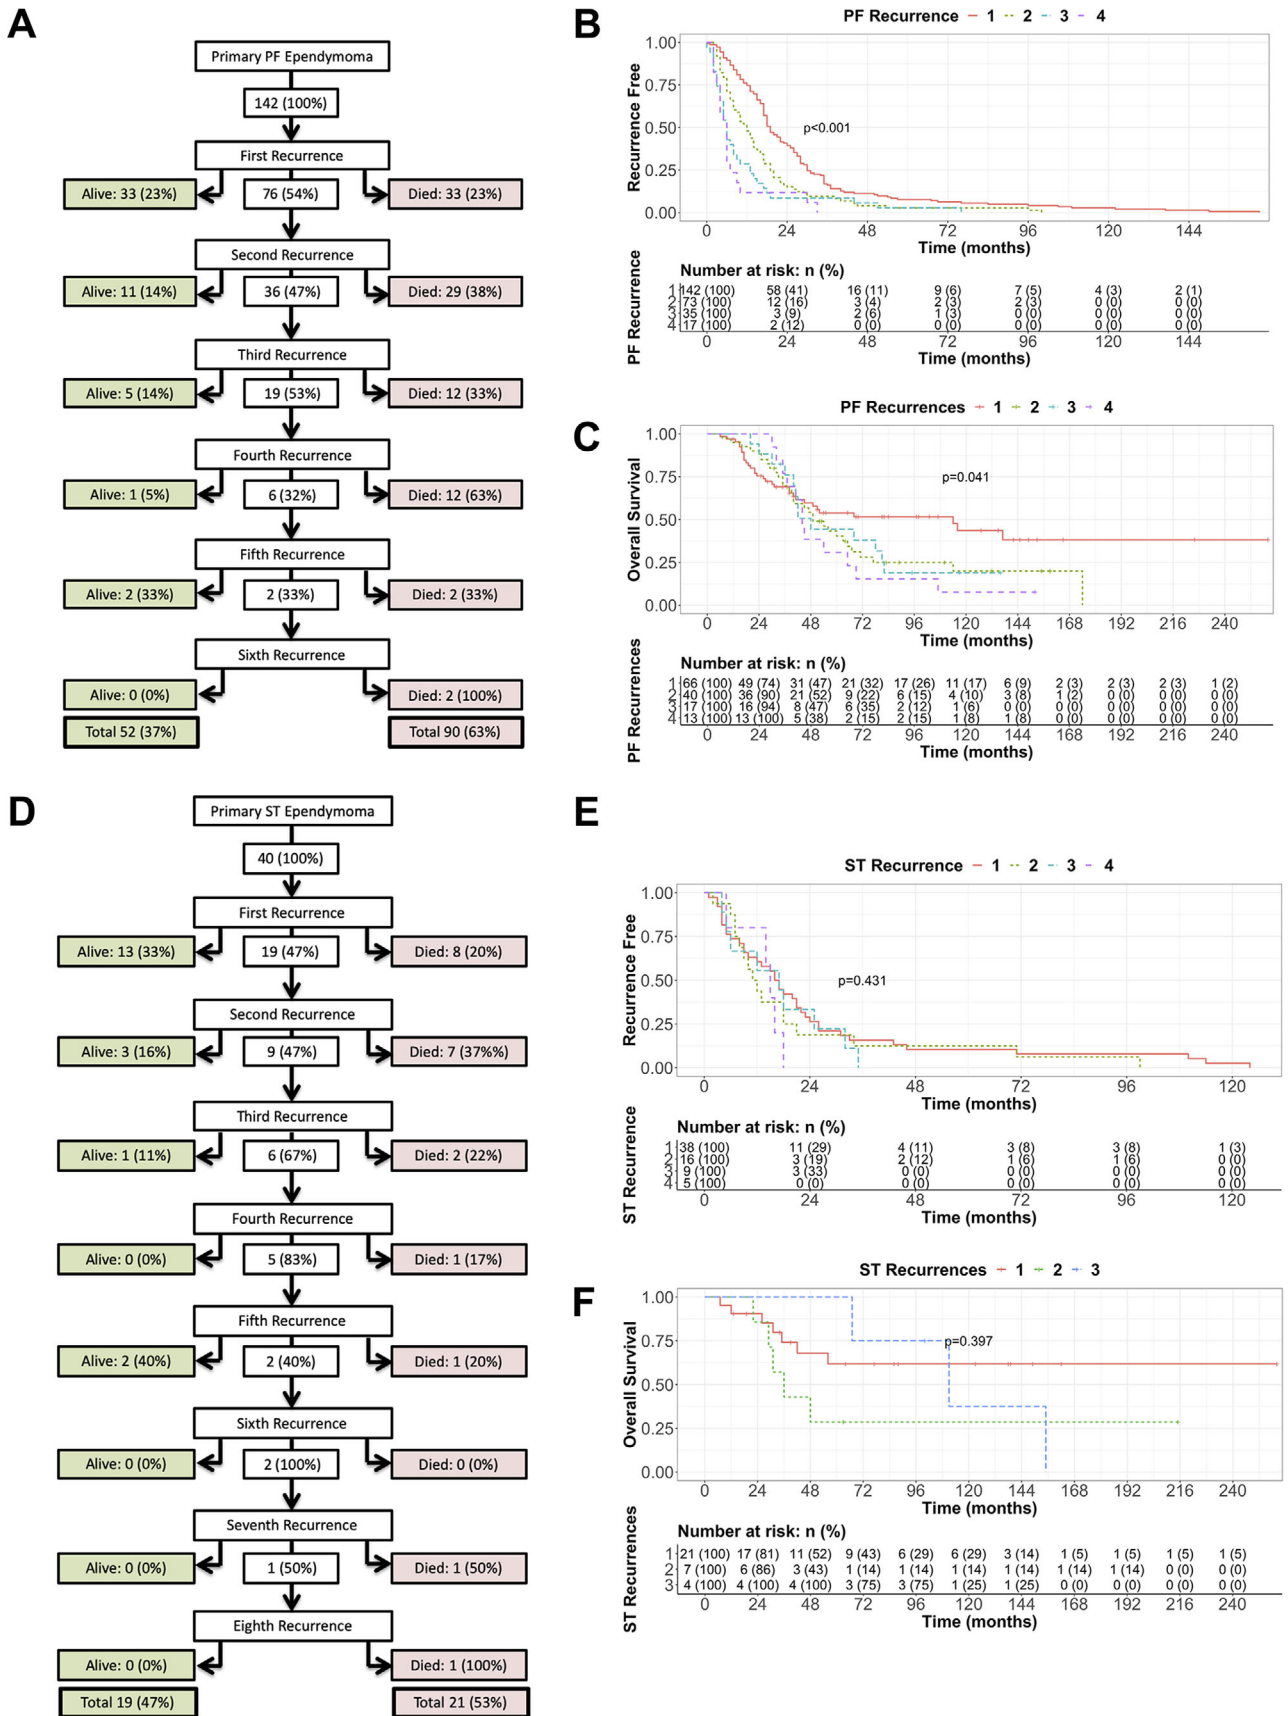 A
Primary PF Ependymoma
142 (100%)
First Recurrence
Alive: 33 (23%)
76 (54%)
Died: 33 (23%)
Second Recurrence
Alive: 11 (14%)
36 (47%)
Died: 29 (38%)
Third Recurrence
Alive: 5 (14%)
19 (53%)
Died: 12 (33%)
Fourth Recurrence
Alive: 1 (5%)
6 (32%)
Died: 12 (63%)
Fifth Recurrence
Alive: 2 (33%)
2 (33%)
Died: 2 (33%)
Sixth Recurrence
Alive: 0 (0%)
Died: 2 (100%)
Total 52 (37%)
Total 90 (63%)
B
PF Recurrence 1 2 3 4
Recurrence Free
1.00
0.75
0.50
0.25
0.00
p<0.001
0 24 48 72 96 120 144
Time (months)
Number at risk: n (%)
PF Recurrence
1 142 (100) 58 (41) 16 (11) 9 (6) 7 (5) 4 (3) 2 (1)
2 73 (100) 12 (16) 3 (4) 2 (3) 2 (3) 0 (0) 0 (0)
3 35 (100) 3 (9) 2 (6) 1 (3) 0 (0) 0 (0) 0 (0)
4 17 (100) 2 (12) 0 (0) 0 (0) 0 (0) 0 (0) 0 (0)
0 24 48 72 96 120 144
Time (months)
C
PF Recurrences 1 2 3 4
Overall Survival
1.00
0.75
0.50
0.25
0.00
p=0.041
0 24 48 72 96 120 144 168 192 216 240
Time (months)
Number at risk: n (%)
PF Recurrences
1 66 (100) 49 (74) 31 (47) 21 (32) 17 (26) 11 (17) 6 (9) 2 (3) 2 (3) 2 (3) 1 (2)
2 40 (100) 36 (90) 21 (52) 9 (22) 6 (15) 4 (10) 3 (8) 1 (2) 0 (0) 0 (0) 0 (0)
3 17 (100) 16 (94) 8 (47) 6 (35) 2 (12) 1 (6) 0 (0) 0 (0) 0 (0) 0 (0) 0 (0)
4 13 (100) 13 (100) 5 (38) 2 (15) 2 (15) 1 (8) 1 (8) 0 (0) 0 (0) 0 (0) 0 (0)
0 24 48 72 96 120 144 168 192 216 240
Time (months)
D
Primary ST Ependymoma
40 (100%)
First Recurrence
Alive: 13 (33%)
19 (47%)
Died: 8 (20%)
Second Recurrence
Alive: 3 (16%)
9 (47%)
Died: 7 (37%%)
Third Recurrence
Alive: 1 (11%)
6 (67%)
Died: 2 (22%)
Fourth Recurrence
Alive: 0 (0%)
5 (83%)
Died: 1 (17%)
Fifth Recurrence
Alive: 2 (40%)
2 (40%)
Died: 1 (20%)
Sixth Recurrence
Alive: 0 (0%)
2 (100%)
Died: 0 (0%)
Seventh Recurrence
Alive: 0 (0%)
1 (50%)
Died: 1 (50%)
Eighth Recurrence
Alive: 0 (0%)
Died: 1 (100%)
Total 19 (47%)
Total 21 (53%)
E
ST Recurrence 1 2 3 4
Recurrence Free
1.00
0.75
0.50
0.25
0.00
p=0.431
0 24 48 72 96 120
Time (months)
Number at risk: n (%)
ST Recurrence
1 38 (100) 11 (29) 4 (11) 3 (8) 3 (8) 1 (3)
2 16 (100) 3 (19) 2 (12) 1 (6) 1 (6) 0 (0)
3 9 (100) 3 (33) 0 (0) 0 (0) 0 (0) 0 (0)
4 5 (100) 0 (0) 0 (0) 0 (0) 0 (0) 0 (0)
0 24 48 72 96 120
Time (months)
F
ST Recurrences 1 2 3
Overall Survival
1.00
0.75
0.50
0.25
0.00
p=0.397
0 24 48 72 96 120 144 168 192 216 240
Time (months)
Number at risk: n (%)
ST Recurrences
1 21 (100) 17 (81) 11 (52) 9 (43) 6 (29) 6 (29) 3 (14) 1 (5) 1 (5) 1 (5) 1 (5)
2 7 (100) 6 (86) 3 (43) 1 (14) 1 (14) 1 (14) 1 (14) 1 (14) 1 (14) 0 (0) 0 (0)
3 4 (100) 4 (100) 4 (100) 3 (75) 3 (75) 1 (25) 1 (25) 0 (0) 0 (0) 0 (0) 0 (0)
0 24 48 72 96 120 144 168 192 216 240
Time (months)